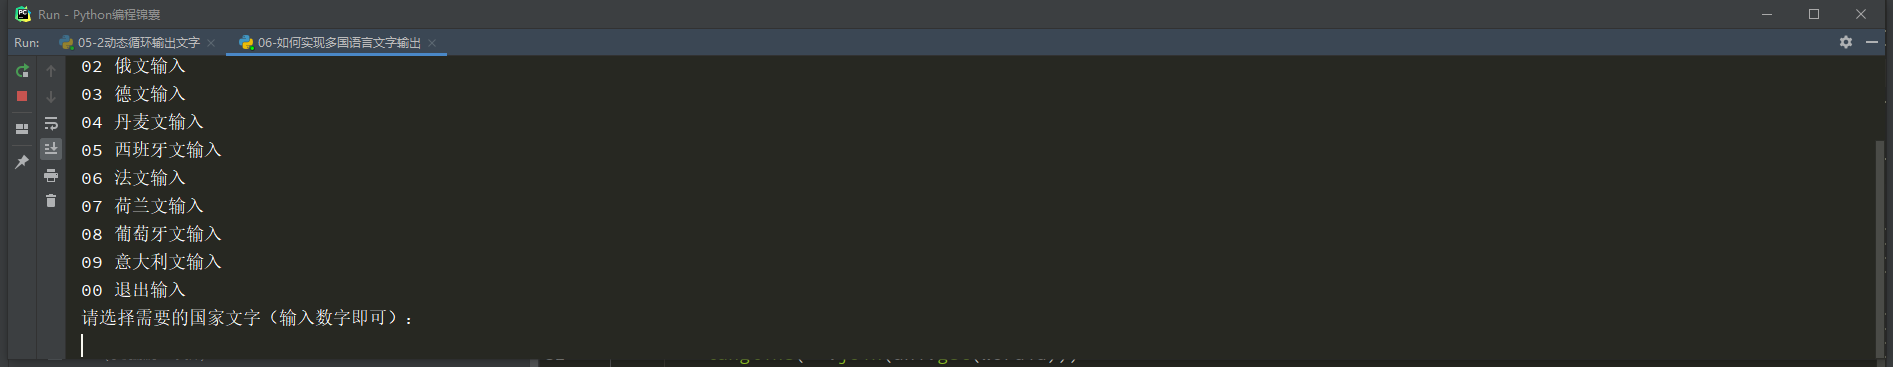 Run - Python编程锦囊
Run: 05-2动态循环输出文字 06-如何实现多国语言文字输出
02 俄文输入
03 德文输入
04 丹麦文输入
05 西班牙文输入
06 法文输入
07 荷兰文输入
08 葡萄牙文输入
09 意大利文输入
00 退出输入
请选择需要的国家文字（输入数字即可）：